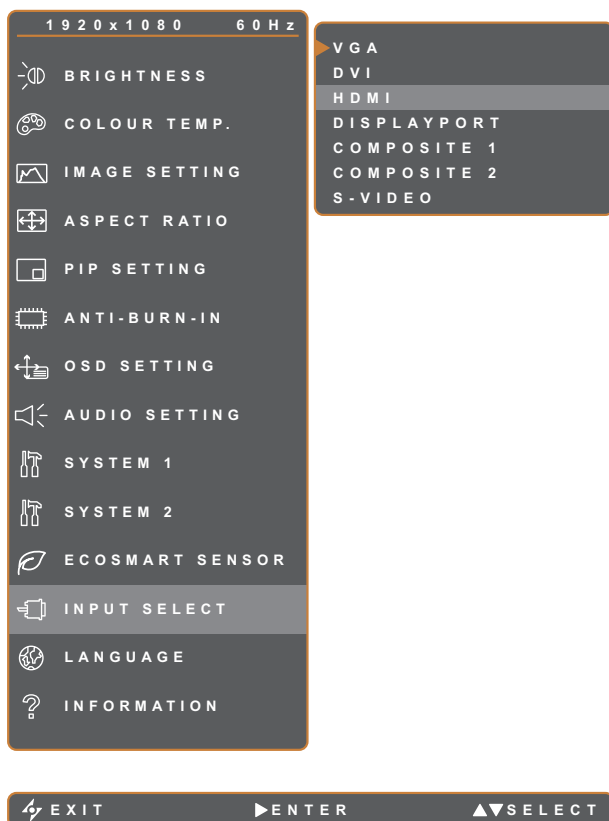 1920x1080 60Hz
BRIGHTNESS
COLOUR TEMP.
IMAGE SETTING
ASPECT RATIO
PIP SETTING
ANTI-BURN-IN
OSD SETTING
AUDIO SETTING
SYSTEM 1
SYSTEM 2
ECOSMART SENSOR
INPUT SELECT
LANGUAGE
INFORMATION
VGA
DVI
HDMI
DISPLAYPORT
COMPOSITE 1
COMPOSITE 2
S-VIDEO
EXIT ENTER SELECT